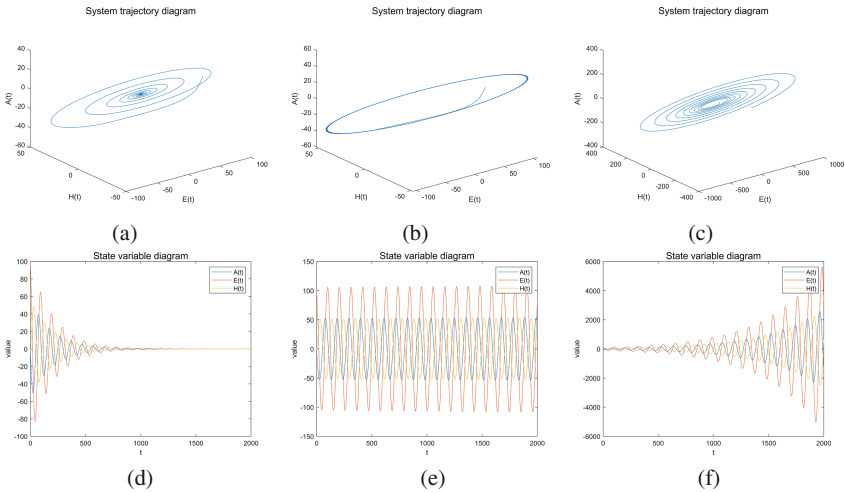 System trajectory diagram
40
20
0
-20
-40
-60
A(t)
50
0
-50
H(t)
-100
-50
0
50
100
E(t)
(a)
System trajectory diagram
60
40
20
0
-20
-40
-60
A(t)
50
0
-50
H(t)
-100
-50
0
50
100
E(t)
(b)
System trajectory diagram
400
200
0
-200
-400
A(t)
400
200
0
-200
-400
H(t)
-1000
-500
0
500
1000
E(t)
(c)
State variable diagram
100
80
60
40
20
0
-20
-40
-60
-80
-100
value
0
500
1000
1500
2000
t
A(t)
E(t)
H(t)
(d)
State variable diagram
150
100
50
0
-50
-100
-150
value
0
500
1000
1500
2000
t
A(t)
E(t)
H(t)
(e)
State variable diagram
6000
4000
2000
0
-2000
-4000
-6000
value
0
500
1000
1500
2000
t
A(t)
E(t)
H(t)
(f)